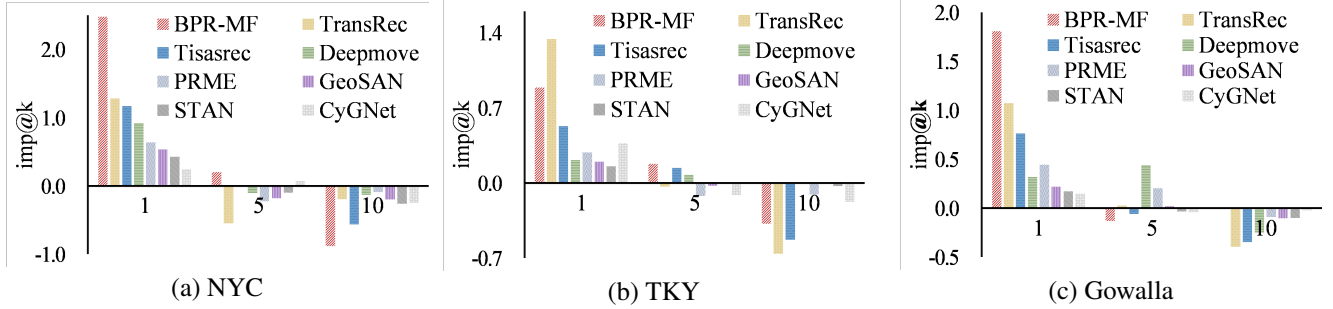 imp@k
2.0
1.0
0.0
-1.0
BPR-MF TransRec
Tisasrec Deepmove
PRME GeoSAN
STAN CyGNet
1 5 10
(a) NYC
imp@k
1.4
0.7
0.0
-0.7
BPR-MF TransRec
Tisasrec Deepmove
PRME GeoSAN
STAN CyGNet
1 5 10
(b) TKY
imp@k
2.0
1.5
1.0
0.5
0.0
-0.5
BPR-MF TransRec
Tisasrec Deepmove
PRME GeoSAN
STAN CyGNet
1 5 10
(c) Gowalla